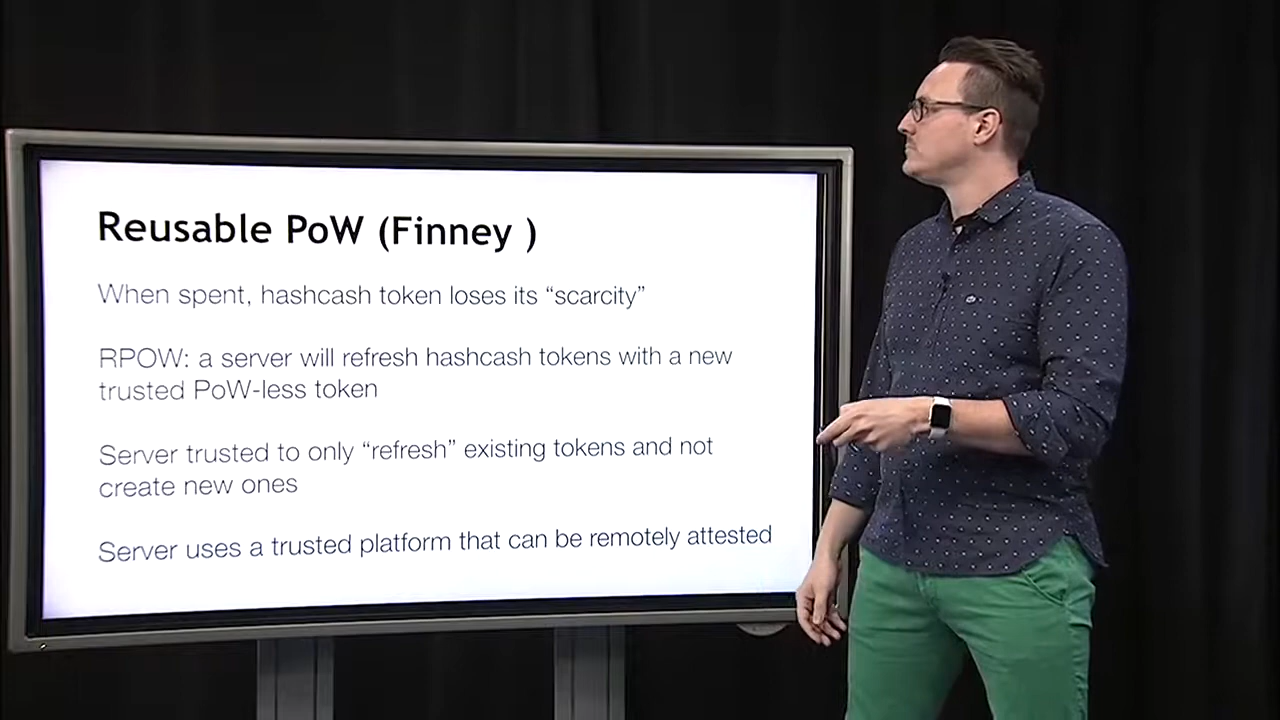 Reusable PoW (Finney )
When spent, hashcash token loses its “scarcity”
RPOW: a server will refresh hashcash tokens with a new
trusted PoW-less token
Server trusted to only “refresh” existing tokens and not
create new ones
Server uses a trusted platform that can be remotely attested